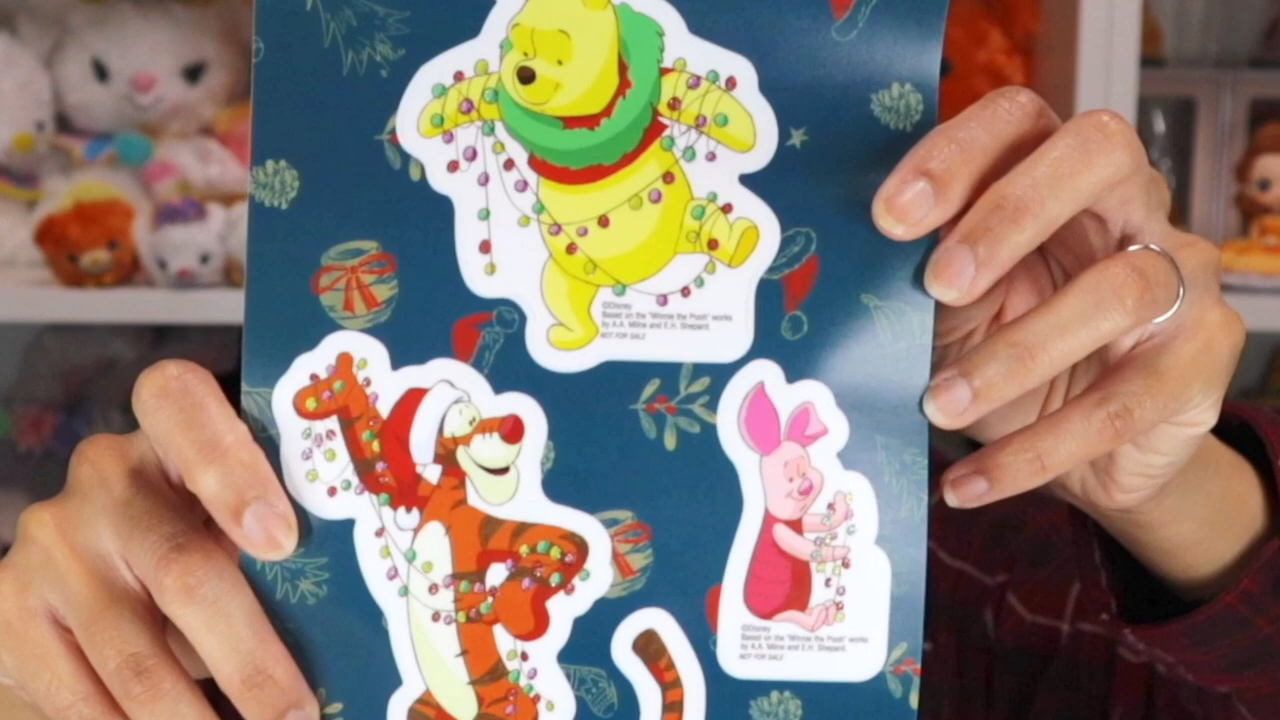 ©Disney
Based on the "Winnie the Pooh" works
by A.A. Milne and E.H. Shepard.
NOT FOR SALE
©Disney
Based on the "Winnie the Pooh" works
by A.A. Milne and E.H. Shepard.
NOT FOR SALE